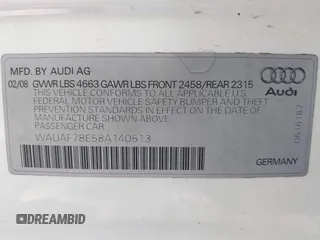 MFD. BY AUDI AG
02/08 GVWR LBS 4663 GAWR LBS FRONT 2458/REAR 2315
THIS VEHICLE CONFORMS TO ALL APPLICABLE U.S.
FEDERAL MOTOR VEHICLE SAFETY, BUMPER AND THEFT
PREVENTION STANDARDS IN EFFECT ON THE DATE OF
MANUFACTURE SHOWN ABOVE.
WAUAF78E58A140513
PASSENGER CAR
GERMANY
Audi
0616187
DREAMBID